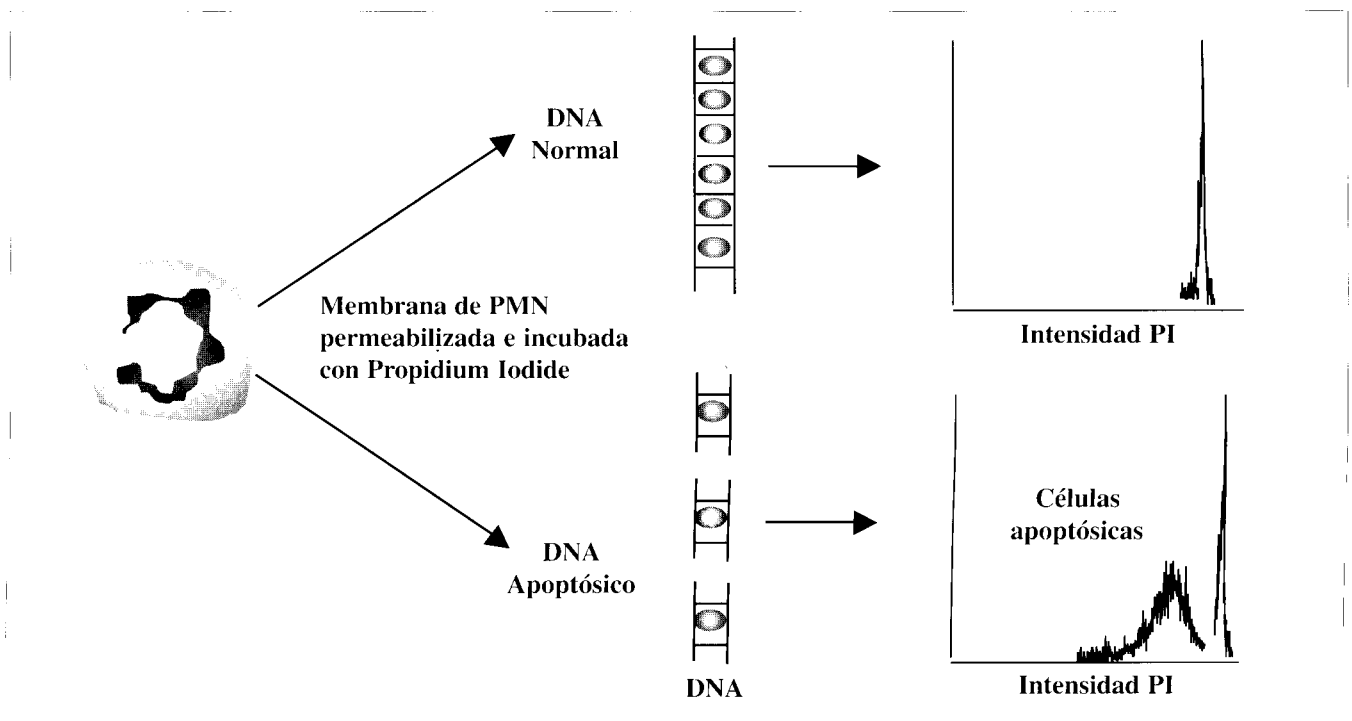 DNA
Normal
Intensidad PI
Membrana de PMN
permeabilizada e incubada
con Propidium Iodide
Células
apoptósicas
DNA
Apoptósico
DNA
Intensidad PI